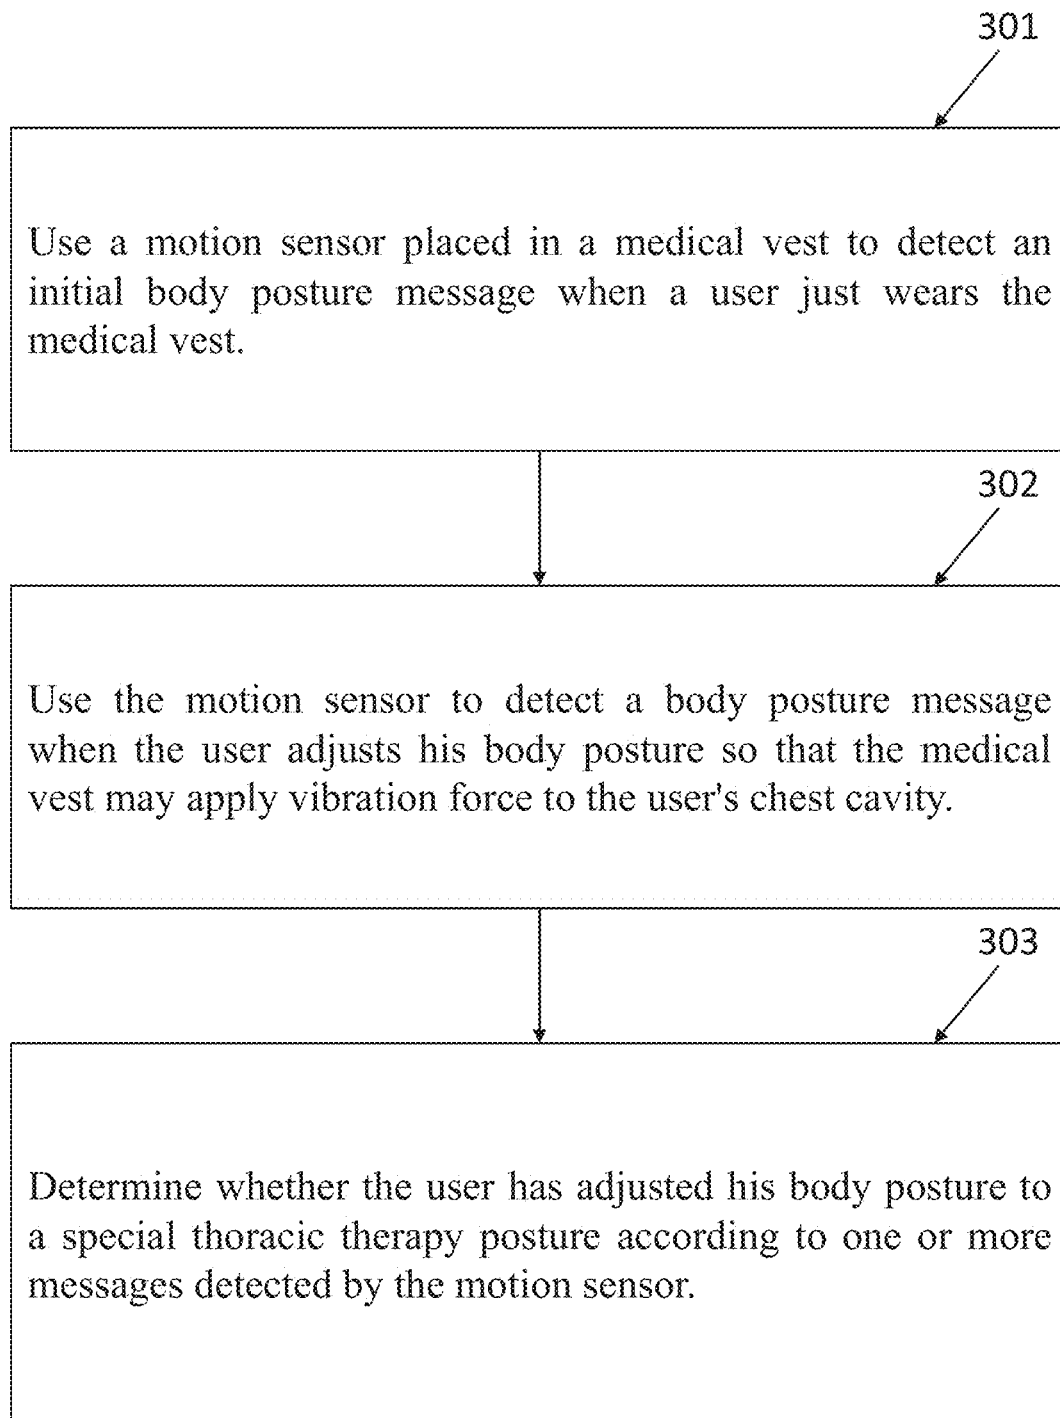 301
Use a motion sensor placed in a medical vest to detect an
initial body posture message when a user just wears the
medical vest.
302
Use the motion sensor to detect a body posture message
when the user adjusts his body posture so that the medical
vest may apply vibration force to the user's chest cavity.
303
Determine whether the user has adjusted his body posture to
a special thoracic therapy posture according to one or more
messages detected by the motion sensor.